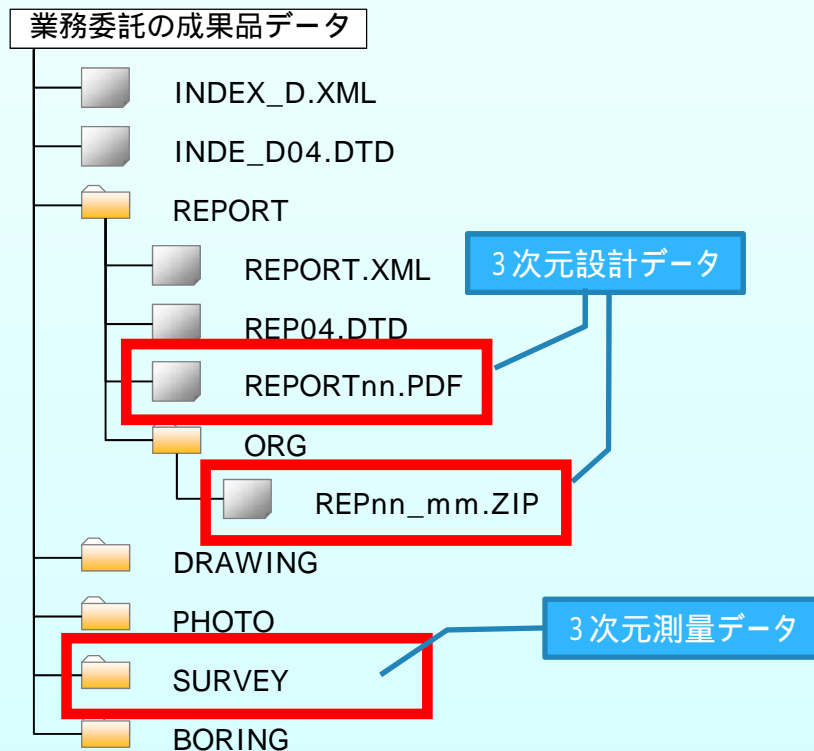 業務委託の成果品データ
INDEX_D.XML
INDE_D04.DTD
REPORT
REPORT.XML
3次元設計データ
REP04.DTD
REPORTnn.PDF
ORG
REPnn_mm.ZIP
DRAWING
PHOTO
3次元測量データ
SURVEY
BORING